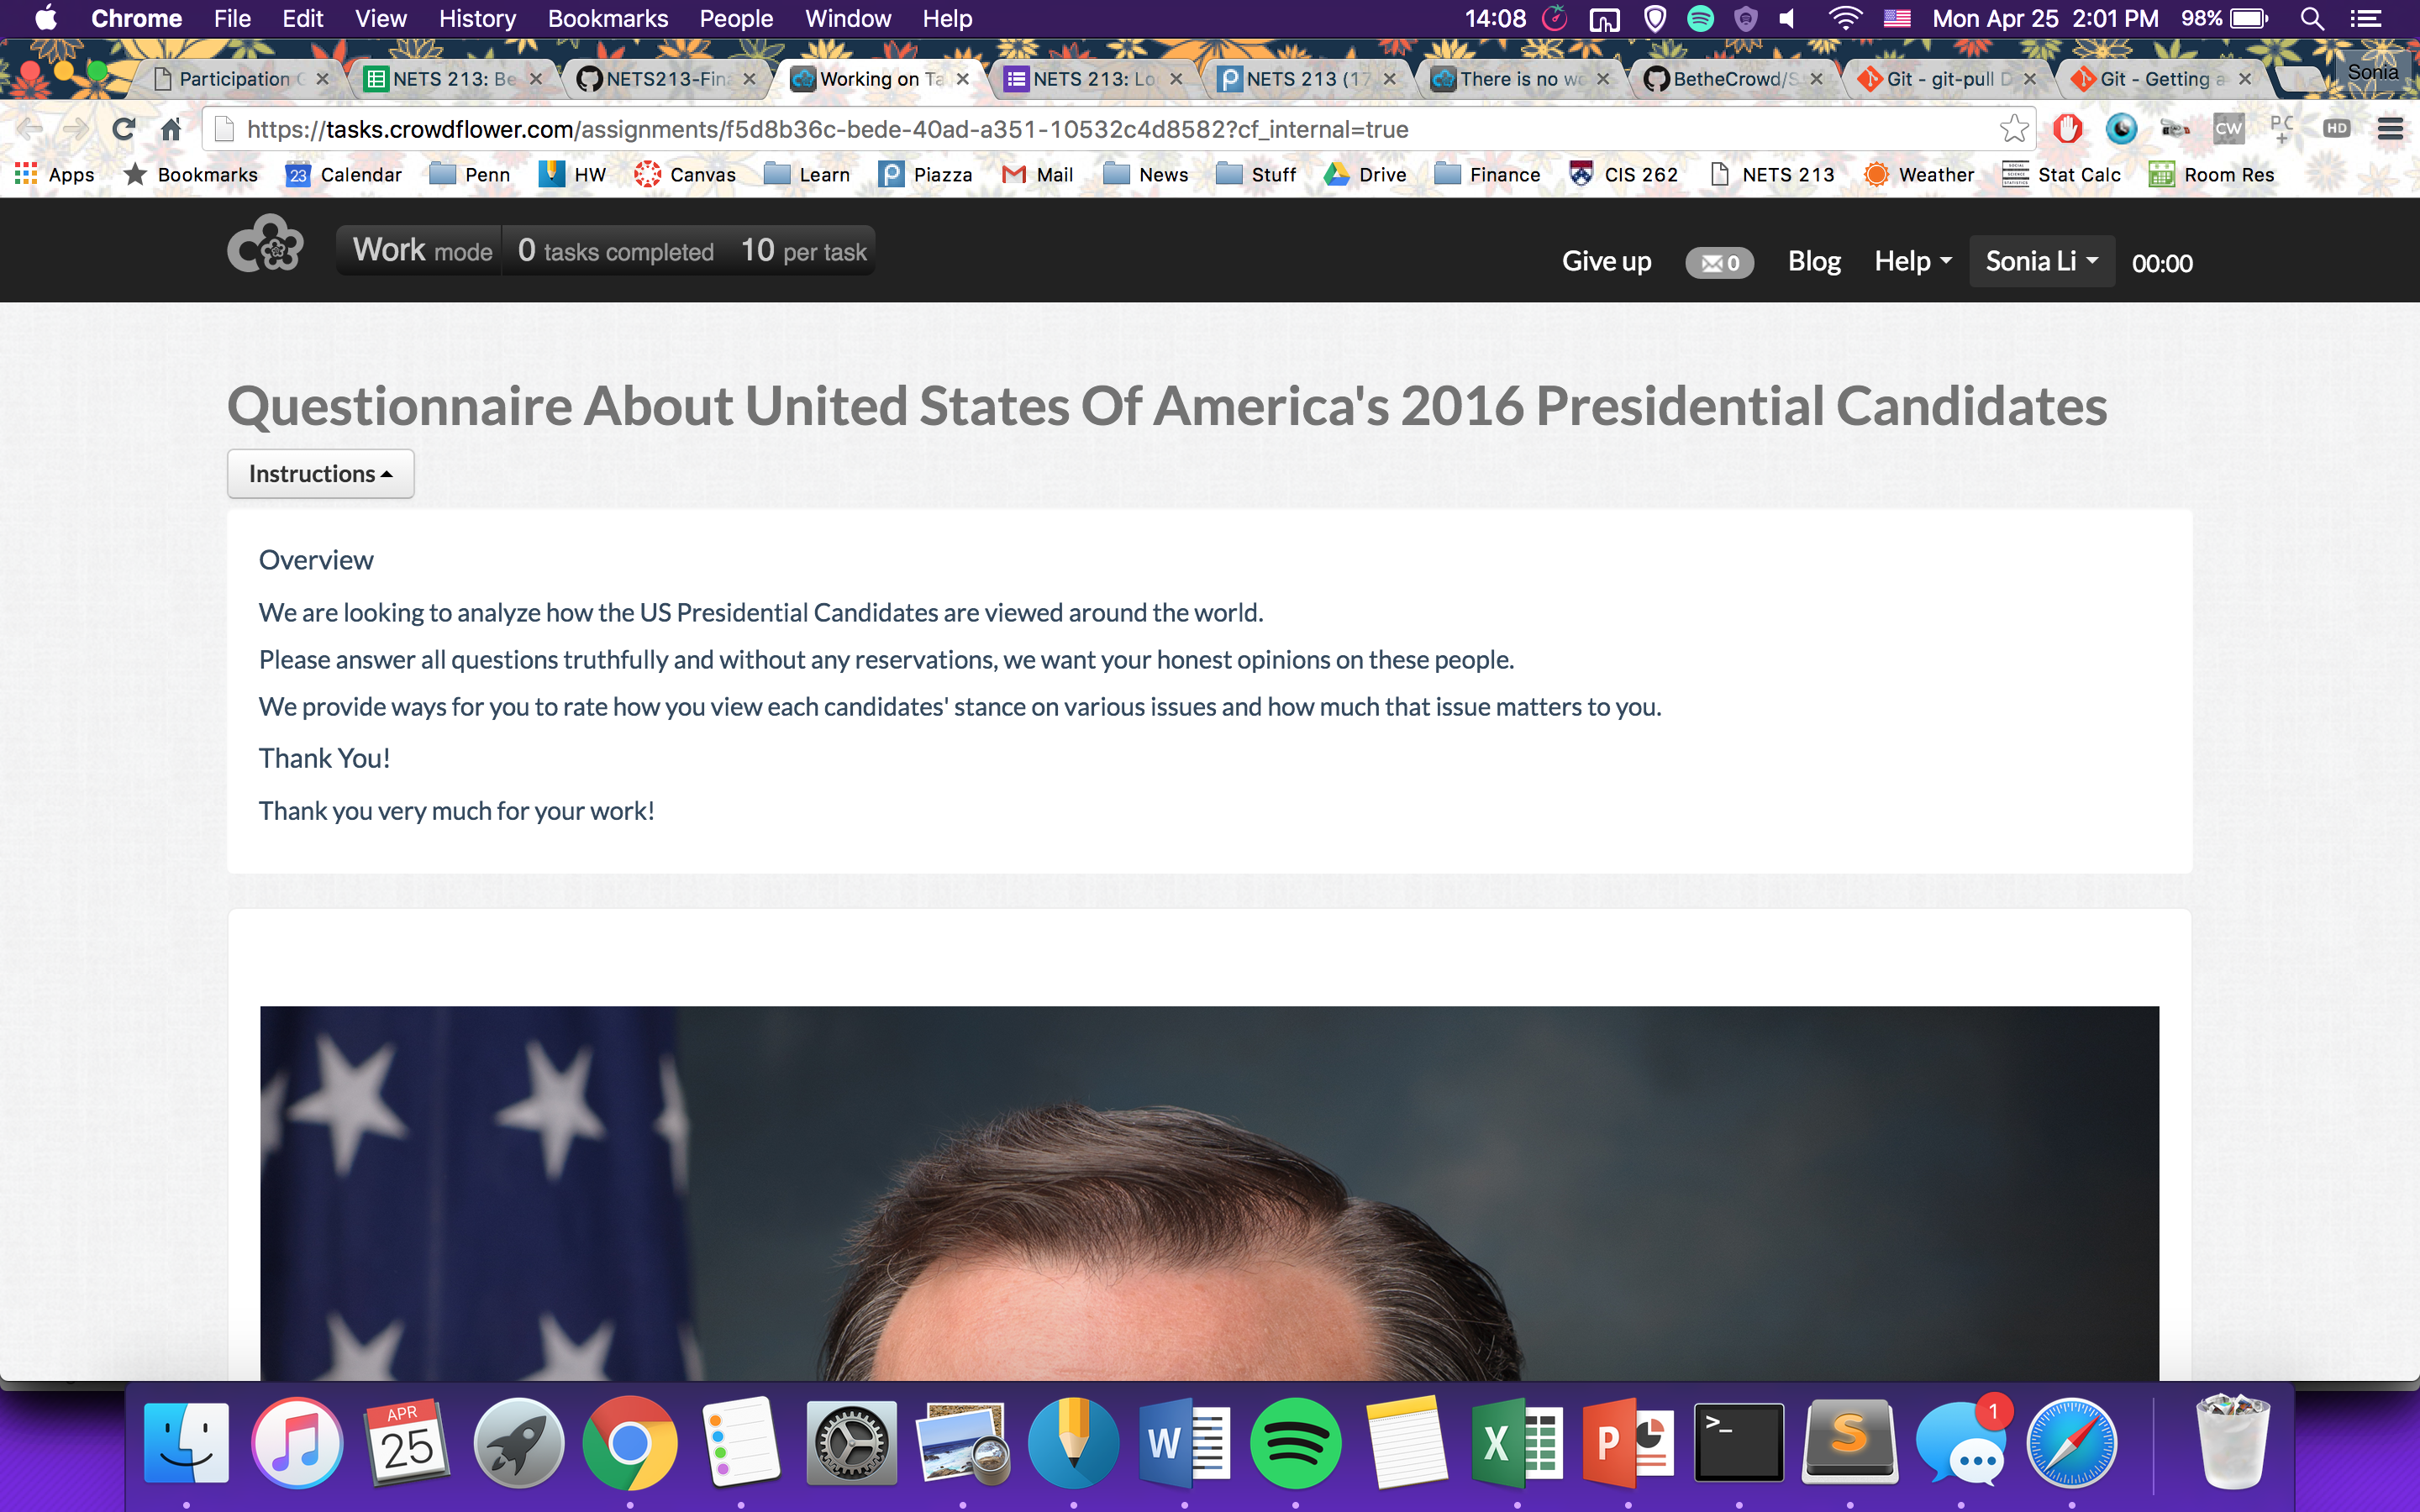 Chrome File Edit View History Bookmarks People Window Help 14:08 Mon Apr 25 2:01 PM 98%
Participation NETS 213: Be NETS213-Fina Working on Ta NETS 213: Lo NETS 213 (17 There is no wo BetheCrowd/S Git - git-pull D Git - Getting a Sonia
https://tasks.crowdflower.com/assignments/f5d8b36c-bede-40ad-a351-10532c4d8582?cf_internal=true CW PC + HD
Apps Bookmarks 23 Calendar Penn HW Canvas Learn Piazza Mail News Stuff Drive Finance CIS 262 NETS 213 Weather Stat Calc Room Res
Work mode 0 tasks completed 10 per task Give up 0 Blog Help Sonia Li 00:00
Questionnaire About United States Of America's 2016 Presidential Candidates
Instructions
Overview
We are looking to analyze how the US Presidential Candidates are viewed around the world.
Please answer all questions truthfully and without any reservations, we want your honest opinions on these people.
We provide ways for you to rate how you view each candidates' stance on various issues and how much that issue matters to you.
Thank You!
Thank you very much for your work!
APR
25
W X P >_ S 1